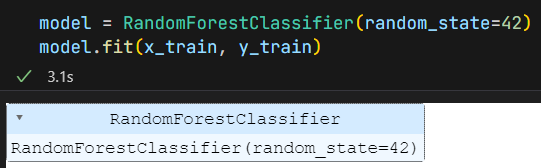 model = RandomForestClassifier(random_state=42)
model.fit(x_train, y_train)
✓ 3.1s
▾ RandomForestClassifier
RandomForestClassifier(random_state=42)